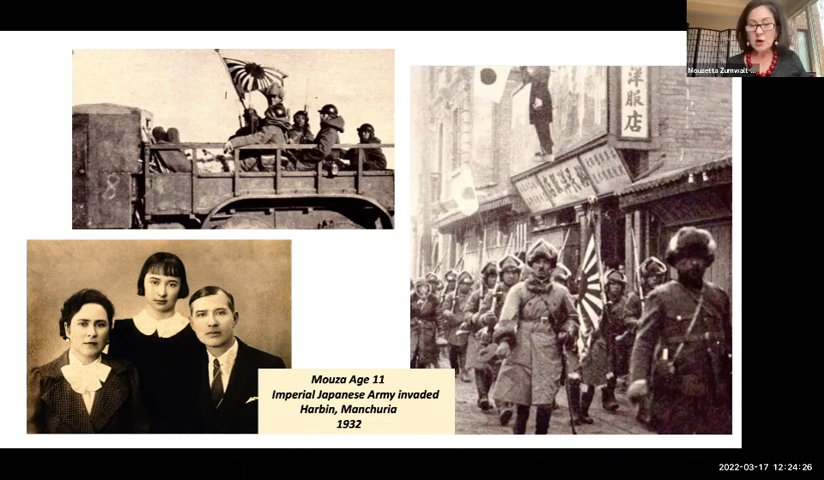 Mouzetta Zumwalt-...
洋服店
8
Mouza Age 11
Imperial Japanese Army invaded
Harbin, Manchuria
1932
2022-03-17 12:24:26